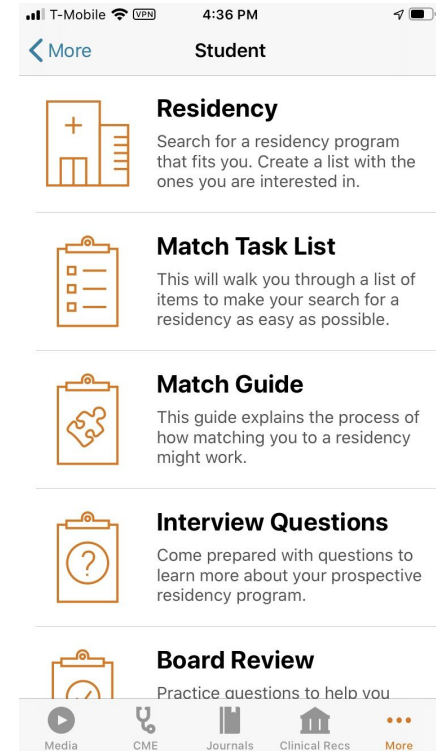 T-Mobile VPN 4:36 PM
More Student
Residency
Search for a residency program
that fits you. Create a list with the
ones you are interested in.
Match Task List
This will walk you through a list of
items to make your search for a
residency as easy as possible.
Match Guide
This guide explains the process of
how matching you to a residency
might work.
Interview Questions
Come prepared with questions to
learn more about your prospective
residency program.
Board Review
Practice questions to help you
Media CME Journals Clinical Recs More